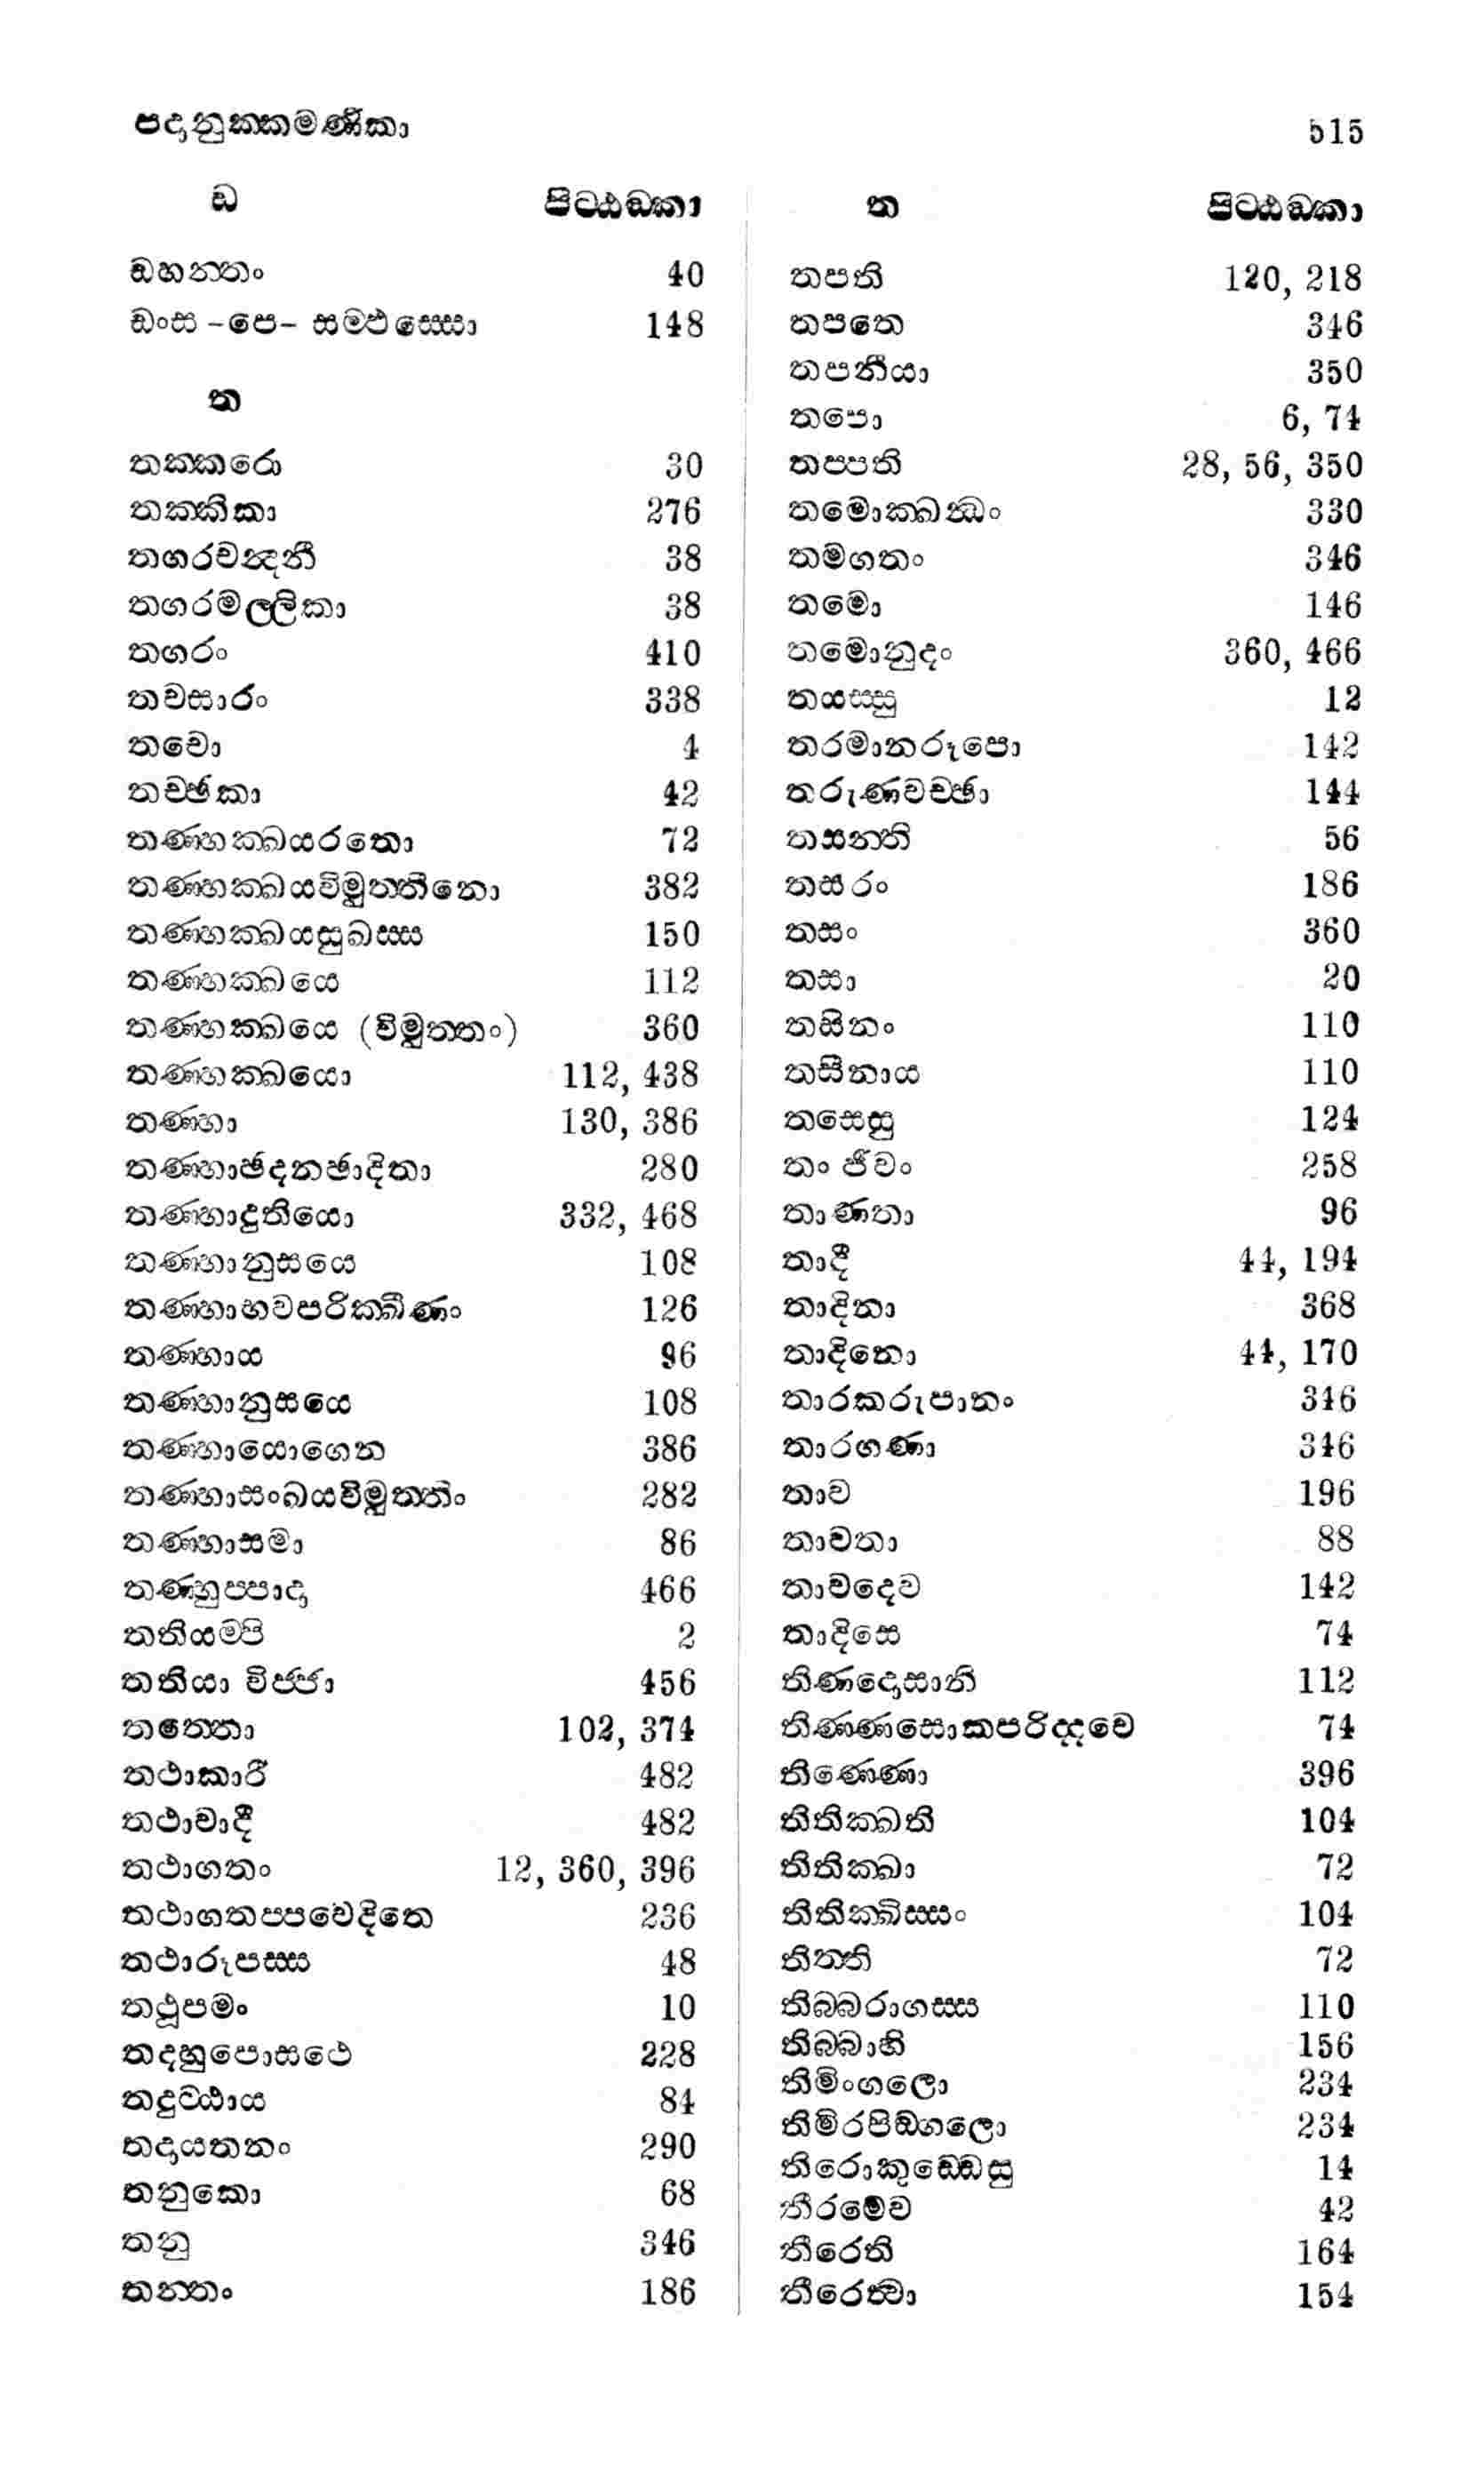 පදානුක්කමණිකා 515
ඩ පිට්ඨඞ්කා
ඩහන්තං 40
ඩංස -පෙ- සම්ඵස්සො 148
ත
තක්කරො 30
තක්කිකා 276
තගරචඤ්ඤනී 38
තගරමල්ලිකා 38
තගරං 410
තචසාරං 338
තචො 4
තච්ඡකා 42
තණ්හක්ඛයරතො 72
තණ්හක්ඛයවිමුත්තිනො 382
තණ්හක්ඛයසුඛස්ස 150
තණ්හක්ඛයෙ 112
තණ්හක්ඛයෙ (විමුත්තං) 360
තණ්හක්ඛයො 112, 438
තණ්හා 130, 386
තණ්හාඡදනඡාදිතා 280
තණ්හාදුතියො 332, 468
තණ්හානුසයෙ 108
තණ්හාභවපරික්ඛීණං 126
තණ්හාය 96
තණ්හානුසයෙ 108
තණ්හායොගෙන 386
තණ්හාසංඛයවිමුත්තිං 282
තණ්හාසමා 86
තණ්හුප්පාදා 466
තතියම්පි 2
තතියා විජ්ජා 456
තත්තො 102, 374
තථාකාරී 482
තථාවාදී 482
තථාගතං 12, 360, 396
තථාගතප්පවෙදිතෙ 236
තථාරූපස්ස 48
තථූපමං 10
තදහුපොසථෙ 228
තදුට්ඨාය 84
තදායතනං 290
තනුකො 68
තනු 346
තන්තං 186
ත පිට්ඨඞ්කා
තපති 120, 218
තපතෙ 346
තපනීයා 350
තපො 6, 74
තප්පති 28, 56, 350
තමොක්ඛන්ධං 330
තමගතං 346
තමො 146
තමොනුදං 360, 466
තයස්සු 12
තරමානරූපො 142
තරුණවච්ඡා 144
තසන්ති 56
තසරං 186
තසං 360
තසා 20
තසිතං 110
තසීනාය 110
තසෙසු 124
තං ජීවං 258
තාණතා 96
තාදී 44, 194
තාදිනා 368
තාදිනො 44, 170
තාරකරුපානං 346
තාරගණා 346
තාව 196
තාවතා 88
තාවදෙව 142
තාදිසෙ 74
තිණදොසානි 112
තිණ්ණසොකපරිද්දවෙ 74
තිණ්ණො 396
තිතික්ඛති 104
තිතික්ඛා 72
තිතික්ඛිස්සං 104
තිත්ති 72
තිබ්බරාගස්ස 110
තිබ්බාහි 156
තිමිංගලො 234
තිමිරපිඞ්ගලො 234
තිරොකුඩ්ඩෙසු 14
තීරමෙව 42
තීරෙති 164
තීරෙත්වා 154